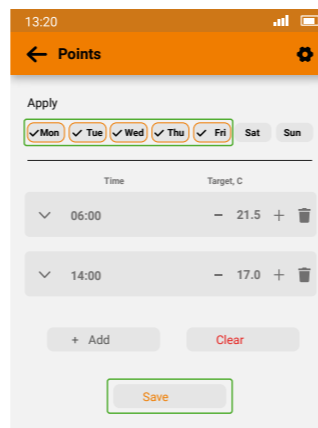 13:20
Points
Apply
Mon Tue Wed Thu Fri Sat Sun
Time Target, C
06:00 − 21.5 +
14:00 − 17.0 +
+ Add Clear
Save